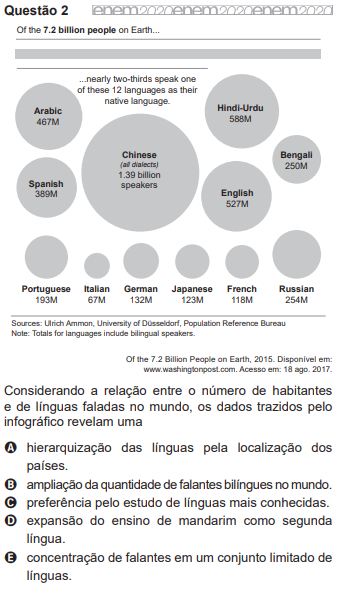 Questão 2
enem2020enem2020enem2020
Of the 7.2 billion people on Earth...
...nearly two-thirds speak one
of these 12 languages as their
native language.
Arabic
467M
Hindi-Urdu
588M
Chinese
(all dialects)
1.39 billion
speakers
Bengali
250M
Spanish
389M
English
527M
Portuguese
193M
Italian
67M
German
132M
Japanese
123M
French
118M
Russian
254M
Sources: Ulrich Ammon, University of Düsseldorf, Population Reference Bureau
Note: Totals for languages include bilingual speakers.
Of the 7.2 Billion People on Earth, 2015. Disponível em:
www.washingtonpost.com. Acesso em: 18 ago. 2017.
Considerando a relação entre o número de habitantes
e de línguas faladas no mundo, os dados trazidos pelo
infográfico revelam uma
A hierarquização das línguas pela localização dos
países.
B ampliação da quantidade de falantes bilíngues no mundo.
C preferência pelo estudo de línguas mais conhecidas.
D expansão do ensino de mandarim como segunda
língua.
E concentração de falantes em um conjunto limitado de
línguas.